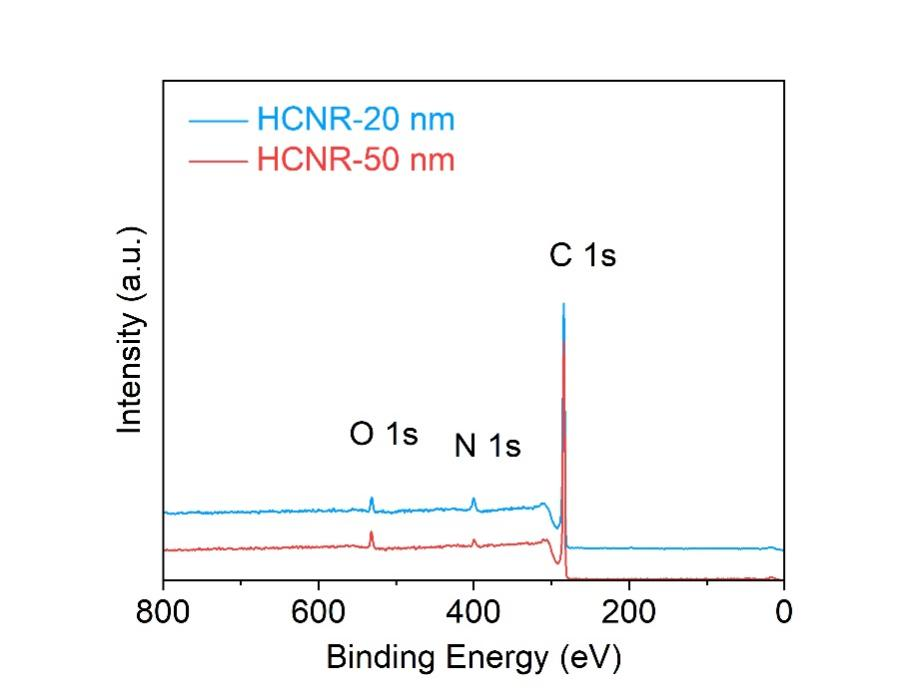 HCNR-20 nm
HCNR-50 nm
C 1s
O 1s
N 1s
Intensity (a.u.)
800 600 400 200 0
Binding Energy (eV)